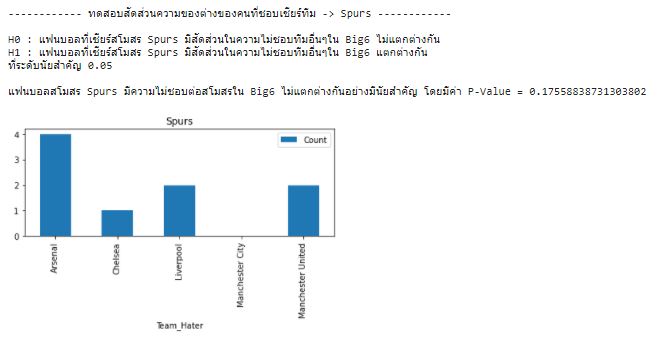 ------------ ทดสอบสัดส่วนความของต่างของคนที่ชอบเชียร์ทีม -> Spurs ------------
H0 : แฟนบอลที่เชียร์สโมสร Spurs มีสัดส่วนในความไม่ชอบทีมอื่นๆใน Big6 ไม่แตกต่างกัน
H1 : แฟนบอลที่เชียร์สโมสร Spurs มีสัดส่วนในความไม่ชอบทีมอื่นๆใน Big6 แตกต่างกัน
ที่ระดับนัยสำคัญ 0.05
แฟนบอลสโมสร Spurs มีความไม่ชอบต่อสโมสรใน Big6 ไม่แตกต่างกันอย่างมีนัยสำคัญ โดยมีค่า P-Value = 0.17558838731303802
Spurs
Count
4
3
2
1
0
Arsenal
Chelsea
Liverpool
Manchester City
Manchester United
Team_Hater